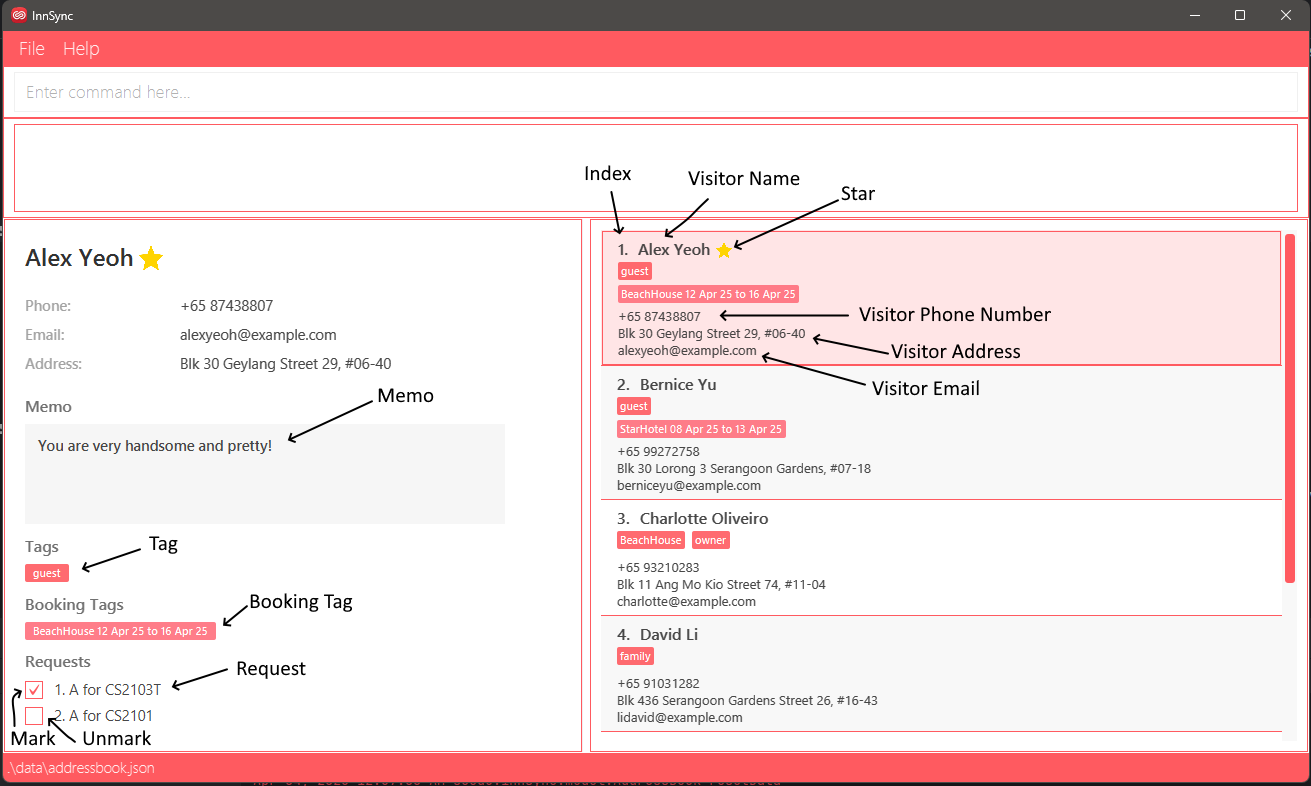 InnSync
File Help
Enter command here...
Index
Visitor Name
Star
Alex Yeoh
Phone: +65 87438807
Email: alexyeoh@example.com
Address: Blk 30 Geylang Street 29, #06-40
Memo
Memo
You are very handsome and pretty!
Tags
Tag
guest
Booking Tags
Booking Tag
BeachHouse 12 Apr 25 to 16 Apr 25
Requests
Request
1. A for CS2103T
2. A for CS2101
Mark
Unmark
1. Alex Yeoh
guest
BeachHouse 12 Apr 25 to 16 Apr 25
+65 87438807
Visitor Phone Number
Blk 30 Geylang Street 29, #06-40
Visitor Address
alexyeoh@example.com
Visitor Email
2. Bernice Yu
guest
StarHotel 08 Apr 25 to 13 Apr 25
+65 99272758
Blk 30 Lorong 3 Serangoon Gardens, #07-18
berniceyu@example.com
3. Charlotte Oliveiro
BeachHouse owner
+65 93210283
Blk 11 Ang Mo Kio Street 74, #11-04
charlotte@example.com
4. David Li
family
+65 91031282
Blk 436 Serangoon Gardens Street 26, #16-43
lidavid@example.com
.\data\addressbook.json